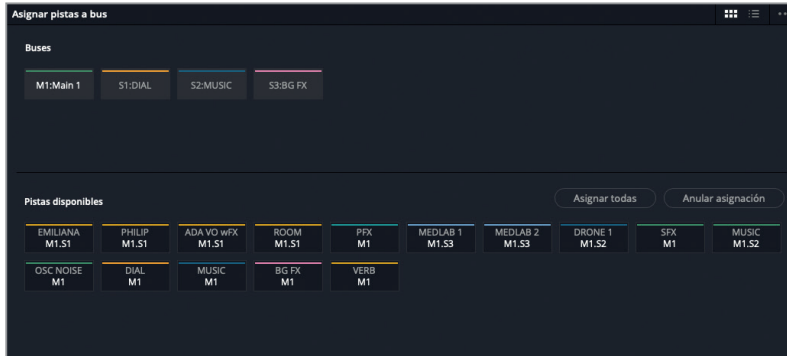 Asignar pistas a bus
Buses
M1:Main 1 S1:DIAL S2:MUSIC S3:BG FX
Pistas disponibles Asignar todas Anular asignación
EMILIANA PHILIP ADA VO wFX ROOM PFX MEDLAB 1 MEDLAB 2 DRONE 1 SFX MUSIC
M1.S1 M1.S1 M1.S1 M1.S1 M1 M1.S3 M1.S3 M1.S2 M1 M1.S2
OSC NOISE DIAL MUSIC BG FX VERB
M1 M1 M1 M1 M1